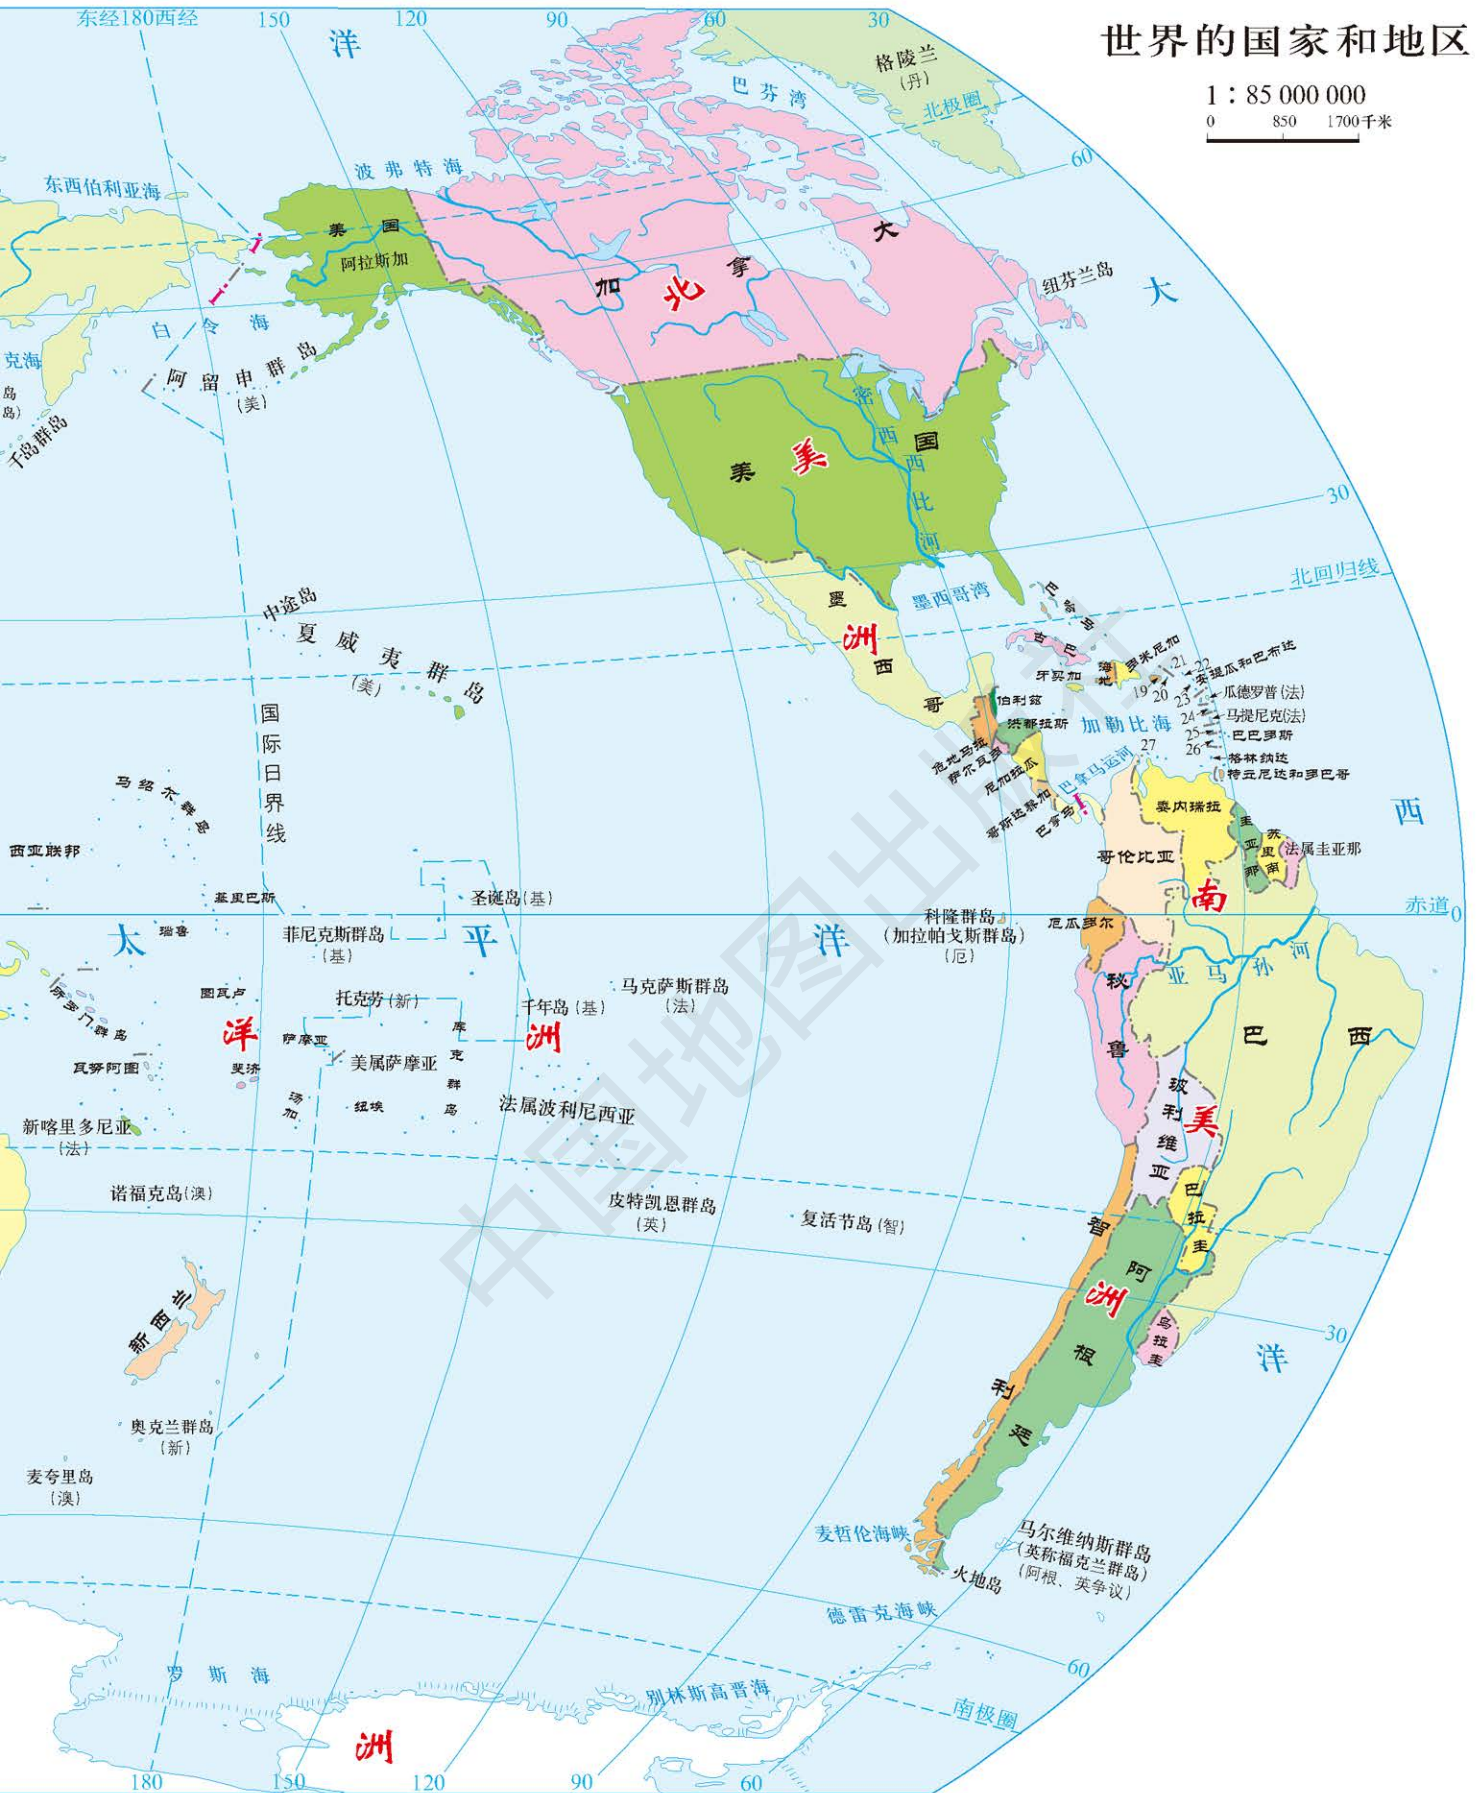 世界的国家和地区
1：85 000 000
0 850 1700千米
东经180西经 150 120 90 60 30
洋
格陵兰
（丹）
巴芬湾
北极圈
60
波弗特海
东西伯利亚海
美国
阿拉斯加
加拿大
北美洲
纽芬兰岛
大西洋
白令海
克海
岛
岛）
阿留申群岛
（美）
千岛群岛
美国
密西西比河
30
北回归线
中途岛
夏威夷群岛
（美）
墨西哥
墨西哥湾
巴哈马
古巴
牙买加
海地
多米尼加
19
20
21
22
安提瓜和巴布达
23
瓜德罗普（法）
24
马提尼克（法）
25
巴巴多斯
26
格林纳达
特立尼达和多巴哥
27
伯利兹
洪都拉斯
危地马拉
萨尔瓦多
尼加拉瓜
哥斯达黎加
巴拿马
巴拿马运河
加勒比海
国际日界线
马绍尔群岛
西亚联邦
基里巴斯
圣诞岛（基）
委内瑞拉
圭亚那
苏里南
法属圭亚那
哥伦比亚
南美洲
赤道
0
太平洋
瑙鲁
菲尼克斯群岛
（基）
科隆群岛
（加拉帕戈斯群岛）
（厄）
厄瓜多尔
亚马孙河
秘鲁
巴西
所罗门群岛
图瓦卢
托克劳（新）
千年岛（基）
马克萨斯群岛
（法）
洋洲
萨摩亚
美属萨摩亚
库克群岛
瓦努阿图
斐济
汤加
纽埃
法属波利尼西亚
玻利维亚
新喀里多尼亚
（法）
诺福克岛（澳）
皮特凯恩群岛
（英）
复活节岛（智）
巴拉圭
智利
阿根廷
乌拉圭
30
新西兰
奥克兰群岛
（新）
麦夸里岛
（澳）
麦哲伦海峡
火地岛
马尔维纳斯群岛
（英称福克兰群岛）
（阿根、英争议）
德雷克海峡
60
罗斯海
别林斯高晋海
南极圈
洲
180 150 120 90 60
中国地图出版社